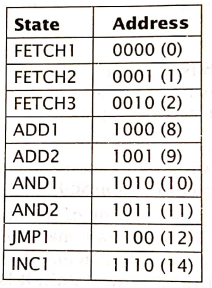 State Address
FETCH1 0000 (0)
FETCH2 0001 (1)
FETCH3 0010 (2)
ADD1 1000 (8)
ADD2 1001 (9)
AND1 1010 (10)
AND2 1011 (11)
JMP1 1100 (12)
INC1 1110 (14)